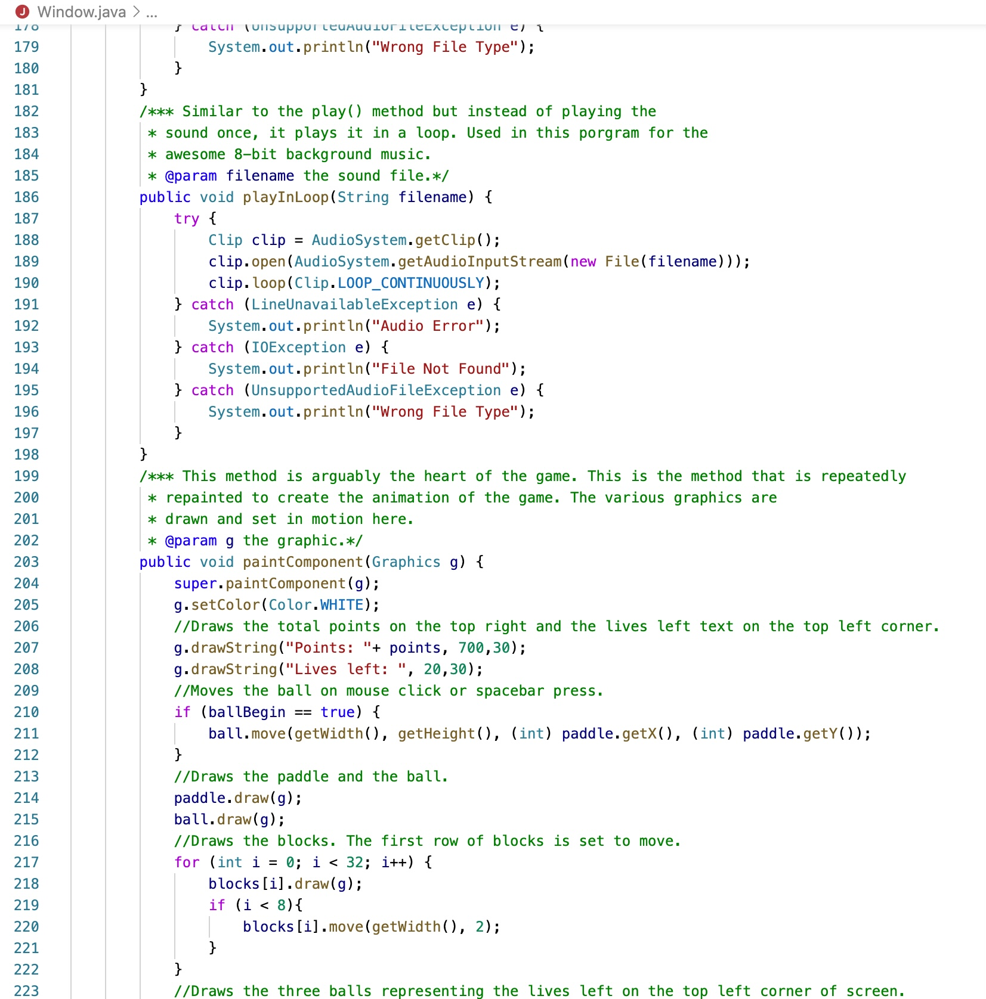 Window.java > ...
178 } catch (UnsupportedAudioFileException e) {
179 System.out.println("Wrong File Type");
180 }
181 }
182 /*** Similar to the play() method but instead of playing the
183 * sound once, it plays it in a loop. Used in this porgram for the
184 * awesome 8-bit background music.
185 * @param filename the sound file.*/
186 public void playInLoop(String filename) {
187 try {
188 Clip clip = AudioSystem.getClip();
189 clip.open(AudioSystem.getAudioInputStream(new File(filename)));
190 clip.loop(Clip.LOOP_CONTINUOUSLY);
191 } catch (LineUnavailableException e) {
192 System.out.println("Audio Error");
193 } catch (IOException e) {
194 System.out.println("File Not Found");
195 } catch (UnsupportedAudioFileException e) {
196 System.out.println("Wrong File Type");
197 }
198 }
199 /*** This method is arguably the heart of the game. This is the method that is repeatedly
200 * repainted to create the animation of the game. The various graphics are
201 * drawn and set in motion here.
202 * @param g the graphic.*/
203 public void paintComponent(Graphics g) {
204 super.paintComponent(g);
205 g.setColor(Color.WHITE);
206 //Draws the total points on the top right and the lives left text on the top left corner.
207 g.drawString("Points: "+ points, 700,30);
208 g.drawString("Lives left: ", 20,30);
209 //Moves the ball on mouse click or spacebar press.
210 if (ballBegin == true) {
211 ball.move(getWidth(), getHeight(), (int) paddle.getX(), (int) paddle.getY());
212 }
213 //Draws the paddle and the ball.
214 paddle.draw(g);
215 ball.draw(g);
216 //Draws the blocks. The first row of blocks is set to move.
217 for (int i = 0; i < 32; i++) {
218 blocks[i].draw(g);
219 if (i < 8){
220 blocks[i].move(getWidth(), 2);
221 }
222 }
223 //Draws the three balls representing the lives left on the top left corner of screen.